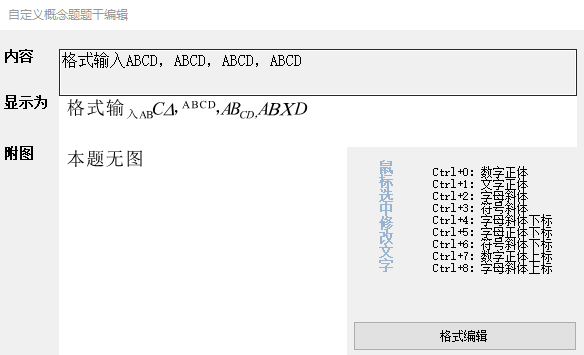 自定义概念题题干编辑
内容
格式输入ABCD，ABCD，ABCD，ABCD
显示为
格式输入ABCΔ，ABCD，ABCD，ABXD
附图
本题无图
鼠标选中修改文字
Ctrl+0：数字正体
Ctrl+1：文字正体
Ctrl+2：字母斜体
Ctrl+3：符号斜体
Ctrl+4：字母斜体下标
Ctrl+5：字母正体下标
Ctrl+6：符号斜体下标
Ctrl+7：数字正体上标
Ctrl+8：字母斜体上标
格式编辑